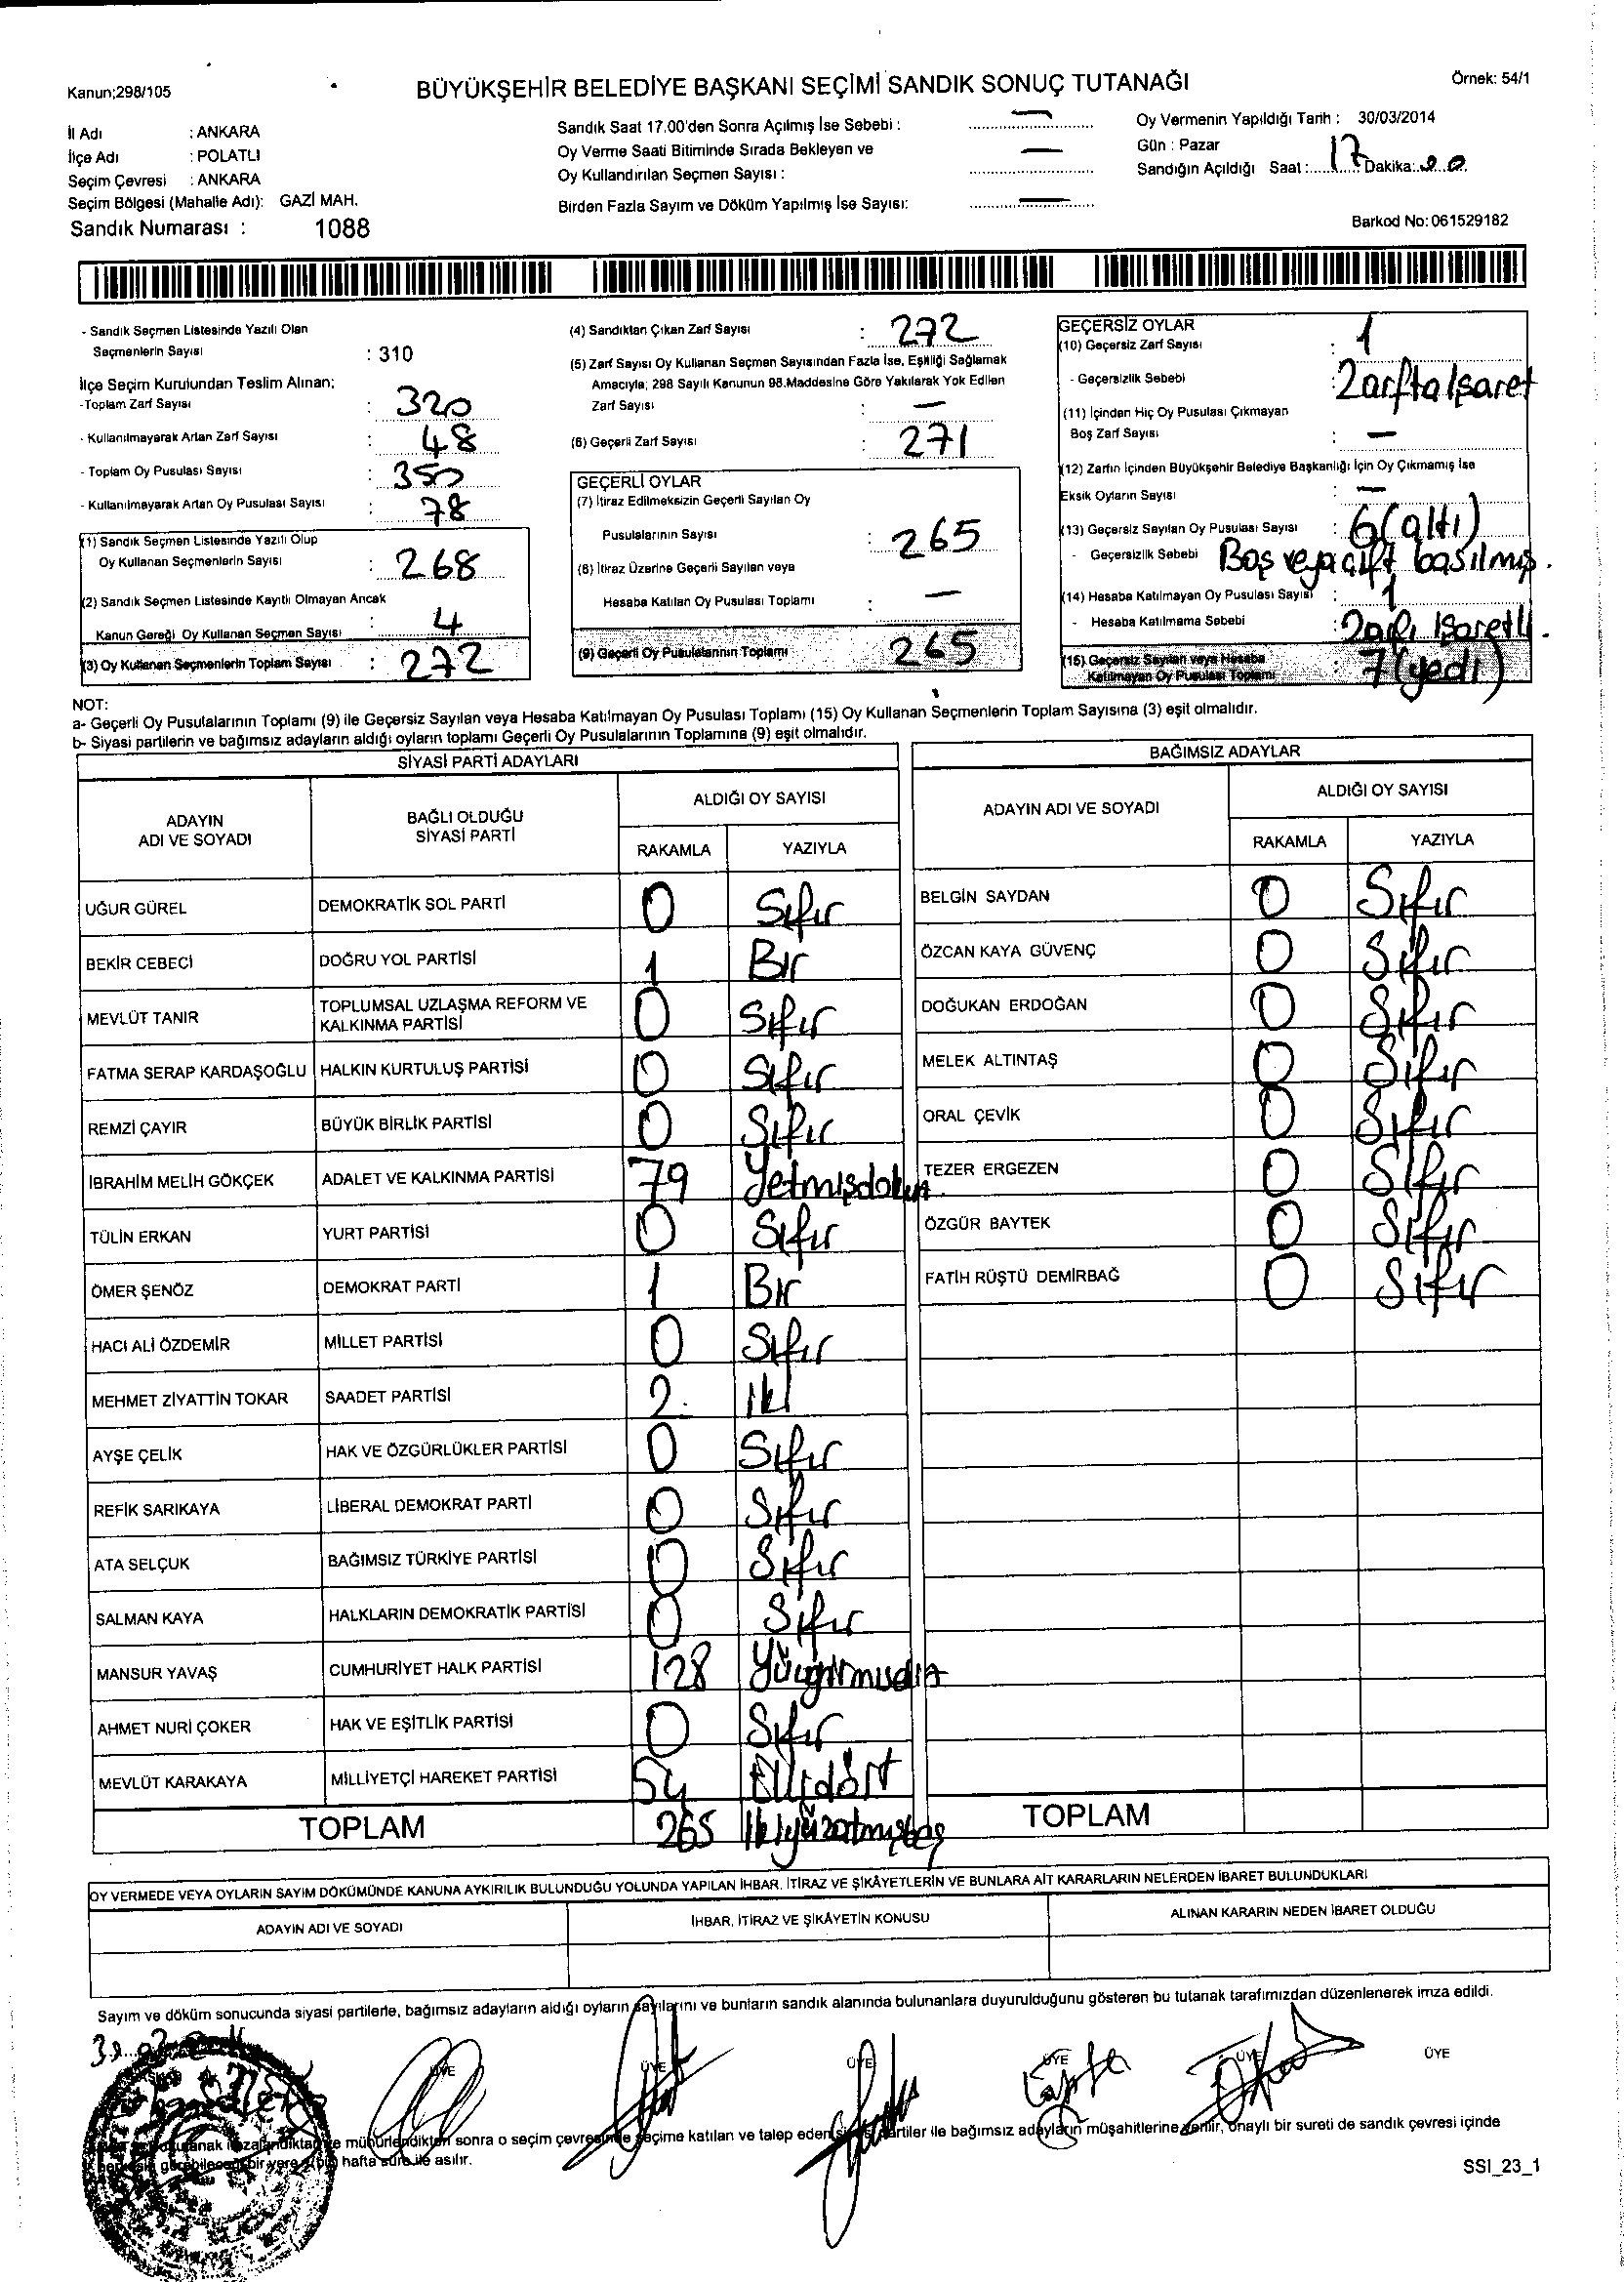 Kanun;298/105
BÜYÜKŞEHİR BELEDİYE BAŞKANI SEÇİMİ SANDIK SONUÇ TUTANAĞI
Örnek: 54/1
İl Adı : ANKARA
İlçe Adı : POLATLI
Seçim Çevresi : ANKARA
Seçim Bölgesi (Mahalle Adı): GAZİ MAH.
Sandık Numarası : 1088
Sandık Saat 17.00'den Sonra Açılmış İse Sebebi : —
Oy Verme Saati Bitiminde Sırada Bekleyen ve —
Oy Kullandırılan Seçmen Sayısı :
Birden Fazla Sayım ve Döküm Yapılmış İse Sayısı: —
Oy Vermenin Yapıldığı Tarih : 30/03/2014
Gün : Pazar
Sandığın Açıldığı Saat : 17 Dakika:
Barkod No: 061529182
- Sandık Seçmen Listesinde Yazılı Olan
Seçmenlerin Sayısı : 310
İlçe Seçim Kurulundan Teslim Alınan;
-Toplam Zarf Sayısı : 320
- Kullanılmayarak Artan Zarf Sayısı : 48
- Toplam Oy Pusulası Sayısı : 350
- Kullanılmayarak Artan Oy Pusulası Sayısı : 78
(1) Sandık Seçmen Listesinde Yazılı Olup
Oy Kullanan Seçmenlerin Sayısı : 268
(2) Sandık Seçmen Listesinde Kayıtlı Olmayan Ancak
Kanun Gereği Oy Kullanan Seçmen Sayısı : 4
(3) Oy Kullanan Seçmenlerin Toplam Sayısı : 272
(4) Sandıktan Çıkan Zarf Sayısı : 272
(5) Zarf Sayısı Oy Kullanan Seçmen Sayısından Fazla İse, Eşitliği Sağlamak
Amacıyla; 298 Sayılı Kanunun 98.Maddesine Göre Yakılarak Yok Edilen
Zarf Sayısı : —
(6) Geçerli Zarf Sayısı : 271
GEÇERLİ OYLAR
(7) İtiraz Edilmeksizin Geçerli Sayılan Oy
Pusulalarının Sayısı : 265
(8) İtiraz Üzerine Geçerli Sayılan veya
Hesaba Katılan Oy Pusulası Toplamı : —
(9) Geçerli Oy Pusulalarının Toplamı : 265
GEÇERSİZ OYLAR
(10) Geçersiz Zarf Sayısı : 1
- Geçersizlik Sebebi : Zarfta İşaret
(11) İçinden Hiç Oy Pusulası Çıkmayan
Boş Zarf Sayısı : —
(12) Zarfın İçinden Büyükşehir Belediye Başkanlığı İçin Oy Çıkmamış İse
Eksik Oyların Sayısı : —
(13) Geçersiz Sayılan Oy Pusulası Sayısı : 6 (altı)
- Geçersizlik Sebebi Boş veya çift basılmış.
(14) Hesaba Katılmayan Oy Pusulası Sayısı : 1
- Hesaba Katılmama Sebebi : Zarfı İşaretli.
(15) Geçersiz Sayılan veya Hesaba
Katılmayan Oy Pusulası Toplamı : 7 (yedi)
NOT:
a- Geçerli Oy Pusulalarının Toplamı (9) ile Geçersiz Sayılan veya Hesaba Katılmayan Oy Pusulası Toplamı (15) Oy Kullanan Seçmenlerin Toplam Sayısına (3) eşit olmalıdır.
b- Siyasi partilerin ve bağımsız adayların aldığı oyların toplamı Geçerli Oy Pusulalarının Toplamına (9) eşit olmalıdır.
SİYASİ PARTİ ADAYLARI
ADAYIN ADI VE SOYADI
BAĞLI OLDUĞU SİYASİ PARTİ
ALDIĞI OY SAYISI
RAKAMLA YAZIYLA
UĞUR GÜREL DEMOKRATİK SOL PARTİ 0 Sıfır
BEKİR CEBECİ DOĞRU YOL PARTİSİ 1 Bir
MEVLÜT TANIR TOPLUMSAL UZLAŞMA REFORM VE KALKINMA PARTİSİ 0 Sıfır
FATMA SERAP KARDAŞOĞLU HALKIN KURTULUŞ PARTİSİ 0 Sıfır
REMZİ ÇAYIR BÜYÜK BİRLİK PARTİSİ 0 Sıfır
İBRAHİM MELİH GÖKÇEK ADALET VE KALKINMA PARTİSİ 79 Yetmişdokuz
TÜLİN ERKAN YURT PARTİSİ 0 Sıfır
ÖMER ŞENÖZ DEMOKRAT PARTİ 1 Bir
HACI ALİ ÖZDEMİR MİLLET PARTİSİ 0 Sıfır
MEHMET ZİYATTİN TOKAR SAADET PARTİSİ 2 iki
AYŞE ÇELİK HAK VE ÖZGÜRLÜKLER PARTİSİ 0 Sıfır
REFİK SARIKAYA LİBERAL DEMOKRAT PARTİ 0 Sıfır
ATA SELÇUK BAĞIMSIZ TÜRKİYE PARTİSİ 0 Sıfır
SALMAN KAYA HALKLARIN DEMOKRATİK PARTİSİ 0 Sıfır
MANSUR YAVAŞ CUMHURİYET HALK PARTİSİ 128
AHMET NURİ ÇOKER HAK VE EŞİTLİK PARTİSİ 0 Sıfır
MEVLÜT KARAKAYA MİLLİYETÇİ HAREKET PARTİSİ 54 Ellidört
TOPLAM 265
BAĞIMSIZ ADAYLAR
ADAYIN ADI VE SOYADI
ALDIĞI OY SAYISI
RAKAMLA YAZIYLA
BELGİN SAYDAN 0 Sıfır
ÖZCAN KAYA GÜVENÇ 0 Sıfır
DOĞUKAN ERDOĞAN 0 Sıfır
MELEK ALTINTAŞ 0 Sıfır
ORAL ÇEVİK 0 Sıfır
TEZER ERGEZEN 0 Sıfır
ÖZGÜR BAYTEK 0 Sıfır
FATİH RÜŞTÜ DEMİRBAĞ 0 Sıfır
TOPLAM
OY VERMEDE VEYA OYLARIN SAYIM DÖKÜMÜNDE KANUNA AYKIRILIK BULUNDUĞU YOLUNDA YAPILAN İHBAR, İTİRAZ VE ŞİKÂYETLERİN VE BUNLARA AİT KARARLARIN NELERDEN İBARET BULUNDUKLARI
ADAYIN ADI VE SOYADI
İHBAR, İTİRAZ VE ŞİKÂYETİN KONUSU
ALINAN KARARIN NEDEN İBARET OLDUĞU
Sayım ve döküm sonucunda siyasi partilerle, bağımsız adayların aldığı oyların sayılarını ve bunların sandık alanında bulunanlara duyurulduğunu gösteren bu tutanak tarafımızdan düzenlenerek imza edildi.
ÜYE ÜYE ÜYE ÜYE ÜYE ÜYE
mühürlendikten sonra o seçim çevresinde seçime katılan ve talep eden siyasi partiler ile bağımsız adayların müşahitlerine verilir, onaylı bir sureti de sandık çevresi içinde
hafta süre ile asılır.
SSI_23_1